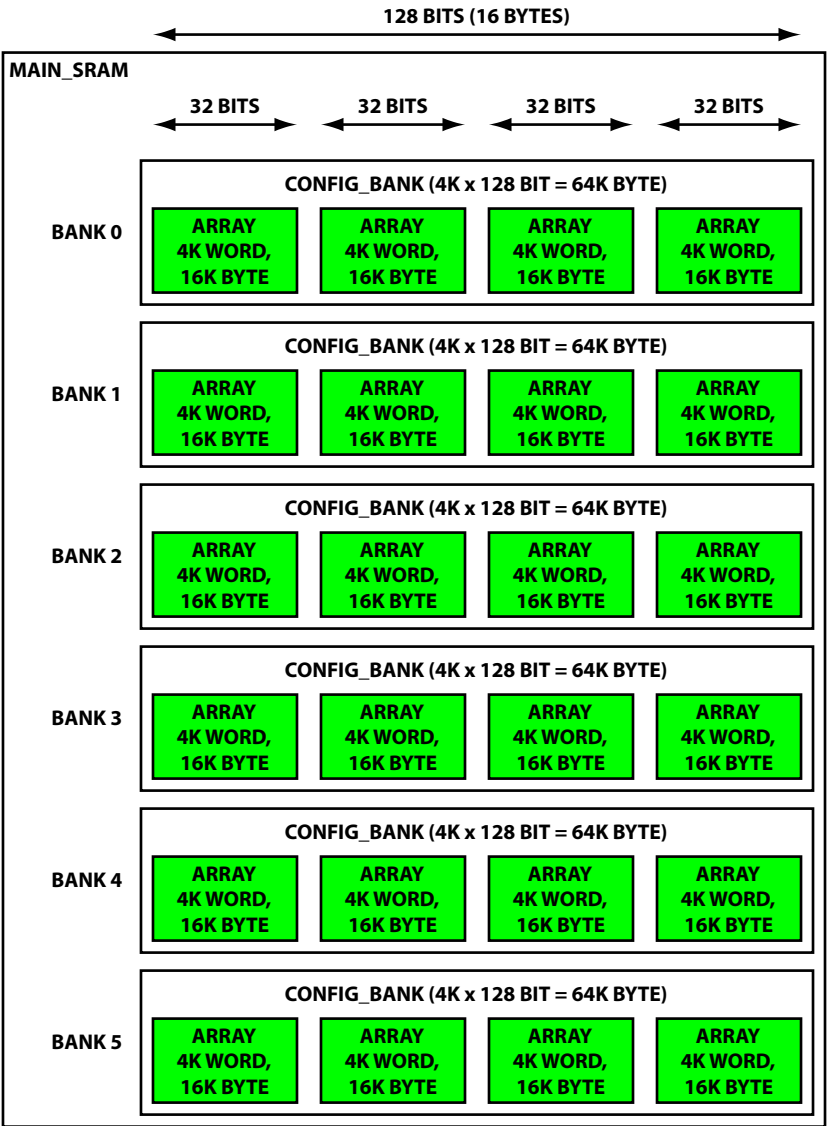 128 BITS (16 BYTES)
MAIN_SRAM
32 BITS 32 BITS 32 BITS 32 BITS
CONFIG_BANK (4K x 128 BIT = 64K BYTE)
BANK 0
ARRAY ARRAY ARRAY ARRAY
4K WORD, 4K WORD, 4K WORD, 4K WORD,
16K BYTE 16K BYTE 16K BYTE 16K BYTE
CONFIG_BANK (4K x 128 BIT = 64K BYTE)
BANK 1
ARRAY ARRAY ARRAY ARRAY
4K WORD, 4K WORD, 4K WORD, 4K WORD,
16K BYTE 16K BYTE 16K BYTE 16K BYTE
CONFIG_BANK (4K x 128 BIT = 64K BYTE)
BANK 2
ARRAY ARRAY ARRAY ARRAY
4K WORD, 4K WORD, 4K WORD, 4K WORD,
16K BYTE 16K BYTE 16K BYTE 16K BYTE
CONFIG_BANK (4K x 128 BIT = 64K BYTE)
BANK 3
ARRAY ARRAY ARRAY ARRAY
4K WORD, 4K WORD, 4K WORD, 4K WORD,
16K BYTE 16K BYTE 16K BYTE 16K BYTE
CONFIG_BANK (4K x 128 BIT = 64K BYTE)
BANK 4
ARRAY ARRAY ARRAY ARRAY
4K WORD, 4K WORD, 4K WORD, 4K WORD,
16K BYTE 16K BYTE 16K BYTE 16K BYTE
CONFIG_BANK (4K x 128 BIT = 64K BYTE)
BANK 5
ARRAY ARRAY ARRAY ARRAY
4K WORD, 4K WORD, 4K WORD, 4K WORD,
16K BYTE 16K BYTE 16K BYTE 16K BYTE